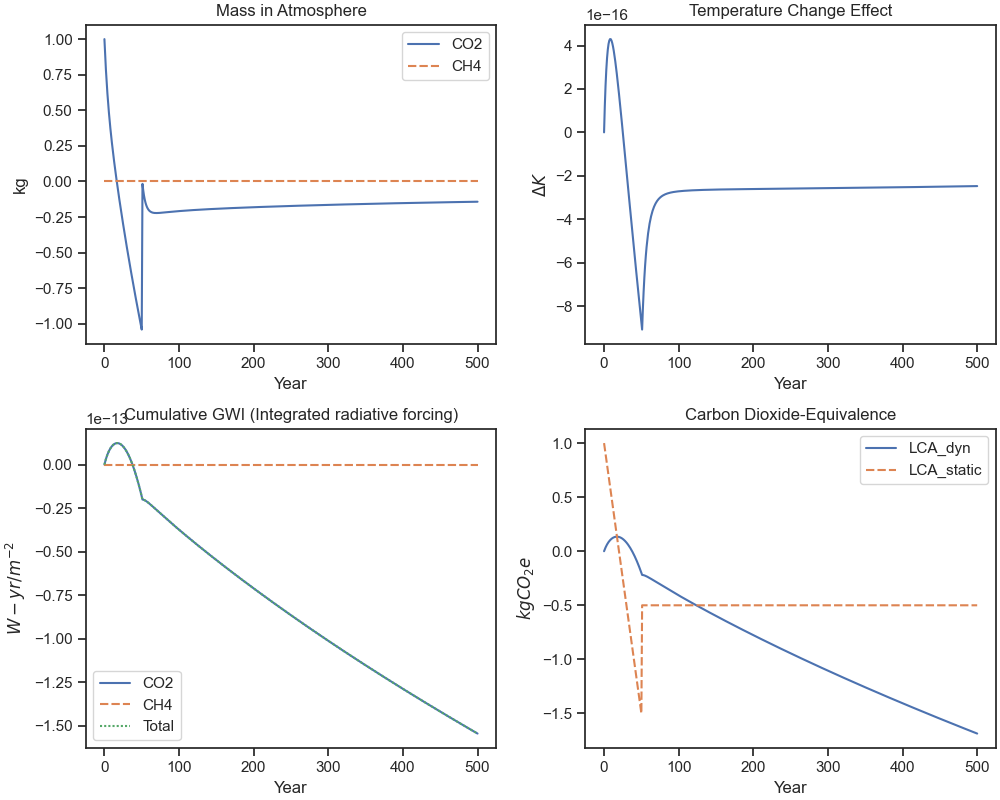 Mass in Atmosphere
1.00
0.75
0.50
0.25
0.00
−0.25
−0.50
−0.75
−1.00
kg
CO2
CH4
0 100 200 300 400 500
Year
Temperature Change Effect
1e−16
4
2
0
−2
−4
−6
−8
ΔK
0 100 200 300 400 500
Year
Cumulative GWI (Integrated radiative forcing)
1e−13
0.00
−0.25
−0.50
−0.75
−1.00
−1.25
−1.50
W − yr/m⁻²
CO2
CH4
Total
0 100 200 300 400 500
Year
Carbon Dioxide-Equivalence
1.0
0.5
0.0
−0.5
−1.0
−1.5
kgCO₂e
LCA_dyn
LCA_static
0 100 200 300 400 500
Year